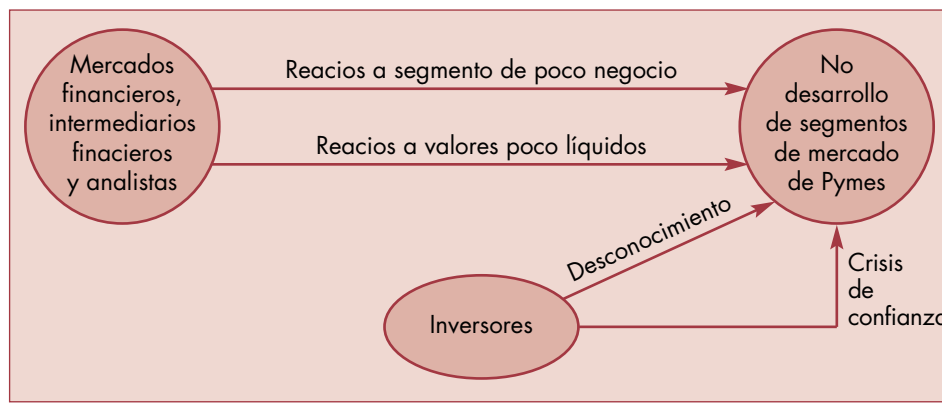 Mercados
financieros,
intermediarios
finacieros
y analistas
Reacios a segmento de poco negocio
Reacios a valores poco líquidos
No
desarrollo
de segmentos
de mercado
de Pymes
Desconocimiento
Inversores
Crisis
de
confianza